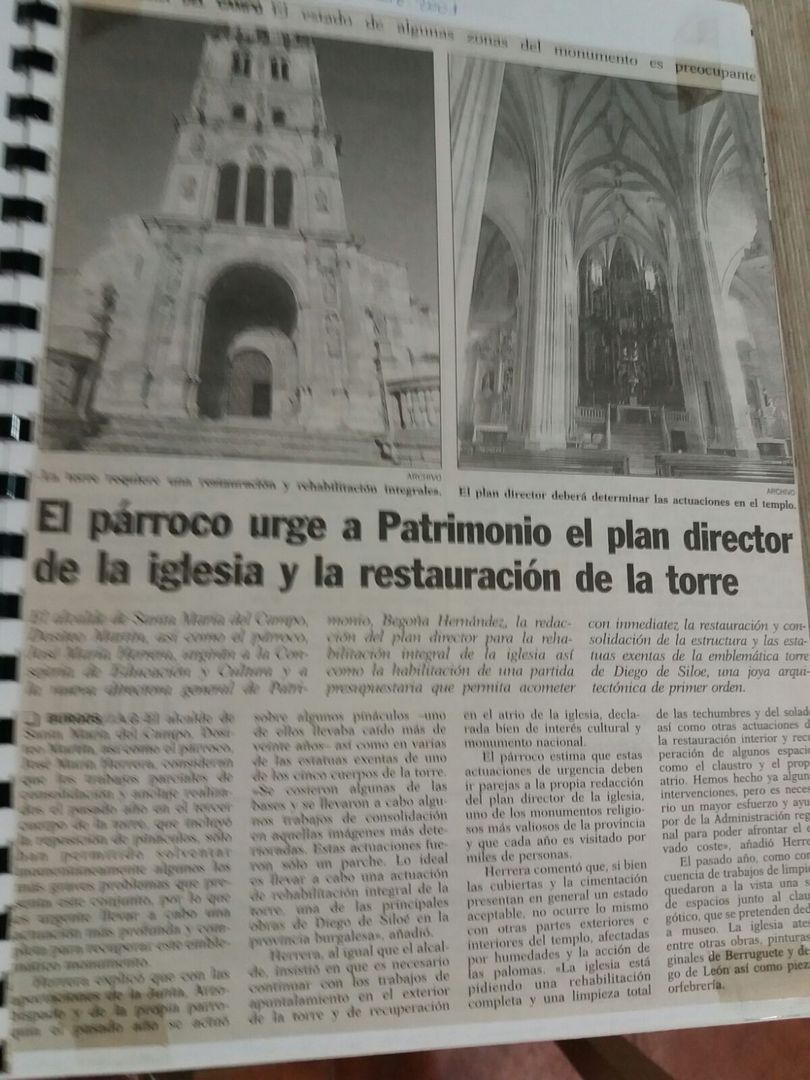 DEL CAMPO El estado de algunas zonas del monumento es preocupante
ARCHIVO
ARCHIVO
La torre requiere una restauración y rehabilitación integrales.
El plan director deberá determinar las actuaciones en el templo.
El párroco urge a Patrimonio el plan director
de la iglesia y la restauración de la torre
El alcalde de Santa María del Campo,
Dositeo Martín, así como el párroco,
José María Herrera, urgirán a la Con-
sejería de Educación y Cultura y a
la nueva directora general de Patri-
monio, Begoña Hernández, la redac-
ción del plan director para la reha-
bilitación integral de la iglesia así
como la habilitación de una partida
presupuestaria que permita acometer
con inmediatez la restauración y con-
solidación de la estructura y las esta-
tuas exentas de la emblemática torre
de Diego de Siloe, una joya arqui-
tectónica de primer orden.
BURGOS. El alcalde de
Santa María del Campo, Dosi-
teo Martín, así como el párroco,
José María Herrera, consideran
que los trabajos parciales de
consolidación y anclaje realiza-
dos el pasado año en el tercer
cuerpo de la torre, que incluyó
la reposición de pináculos, sólo
han permitido solventar
momentáneamente algunos de los
más graves problemas que pre-
senta este conjunto, por lo que
es urgente llevar a cabo una
actuación más profunda y com-
pleta para recuperar este emble-
mático monumento.
Herrera explicó que con las
aportaciones de la Junta, Arzo-
bispado y de la propia parro-
quia el pasado año se actuó
sobre algunos pináculos -uno
de ellos llevaba caído más de
veinte años- así como en varias
de las estatuas exentas de uno
de los cinco cuerpos de la torre.
«Se cosieron algunas de las
bases y se llevaron a cabo algu-
nos trabajos de consolidación
en aquellas imágenes más dete-
rioradas. Estas actuaciones fue-
ron sólo un parche. Lo ideal
es llevar a cabo una actuación
de rehabilitación integral de la
torre, una de las principales
obras de Diego de Siloé en la
provincia burgalesa», añadió.
Herrera, al igual que el alcal-
de, insistió en que es necesario
continuar con los trabajos de
apuntalamiento en el exterior
de la torre y de recuperación
en el atrio de la iglesia, decla-
rada bien de interés cultural y
monumento nacional.
El párroco estima que estas
actuaciones de urgencia deben
ir parejas a la propia redacción
del plan director de la iglesia,
uno de los monumentos religio-
sos más valiosos de la provincia
y que cada año es visitado por
miles de personas.
Herrera comentó que, si bien
las cubiertas y la cimentación
presentan en general un estado
aceptable, no ocurre lo mismo
con otras partes exteriores e
interiores del templo, afectadas
por humedades y la acción de
las palomas. «La iglesia está
pidiendo una rehabilitación
completa y una limpieza total
de las techumbres y del solad
así como otras actuaciones d
la restauración interior y recu
peración de algunos espaci
como el claustro y el prop
atrio. Hemos hecho ya algun
intervenciones, pero es neces
rio un mayor esfuerzo y ayu
por de la Administración reg
nal para poder afrontar el
vado coste», añadió Herre
El pasado año, como con
cuencia de trabajos de limpi
quedaron a la vista una s
de espacios junto al clau
gótico, que se pretenden ded
a museo. La iglesia ates
entre otras obras, pinturas
ginales de Berruguete y de
go de León así como piez
orfebrería.